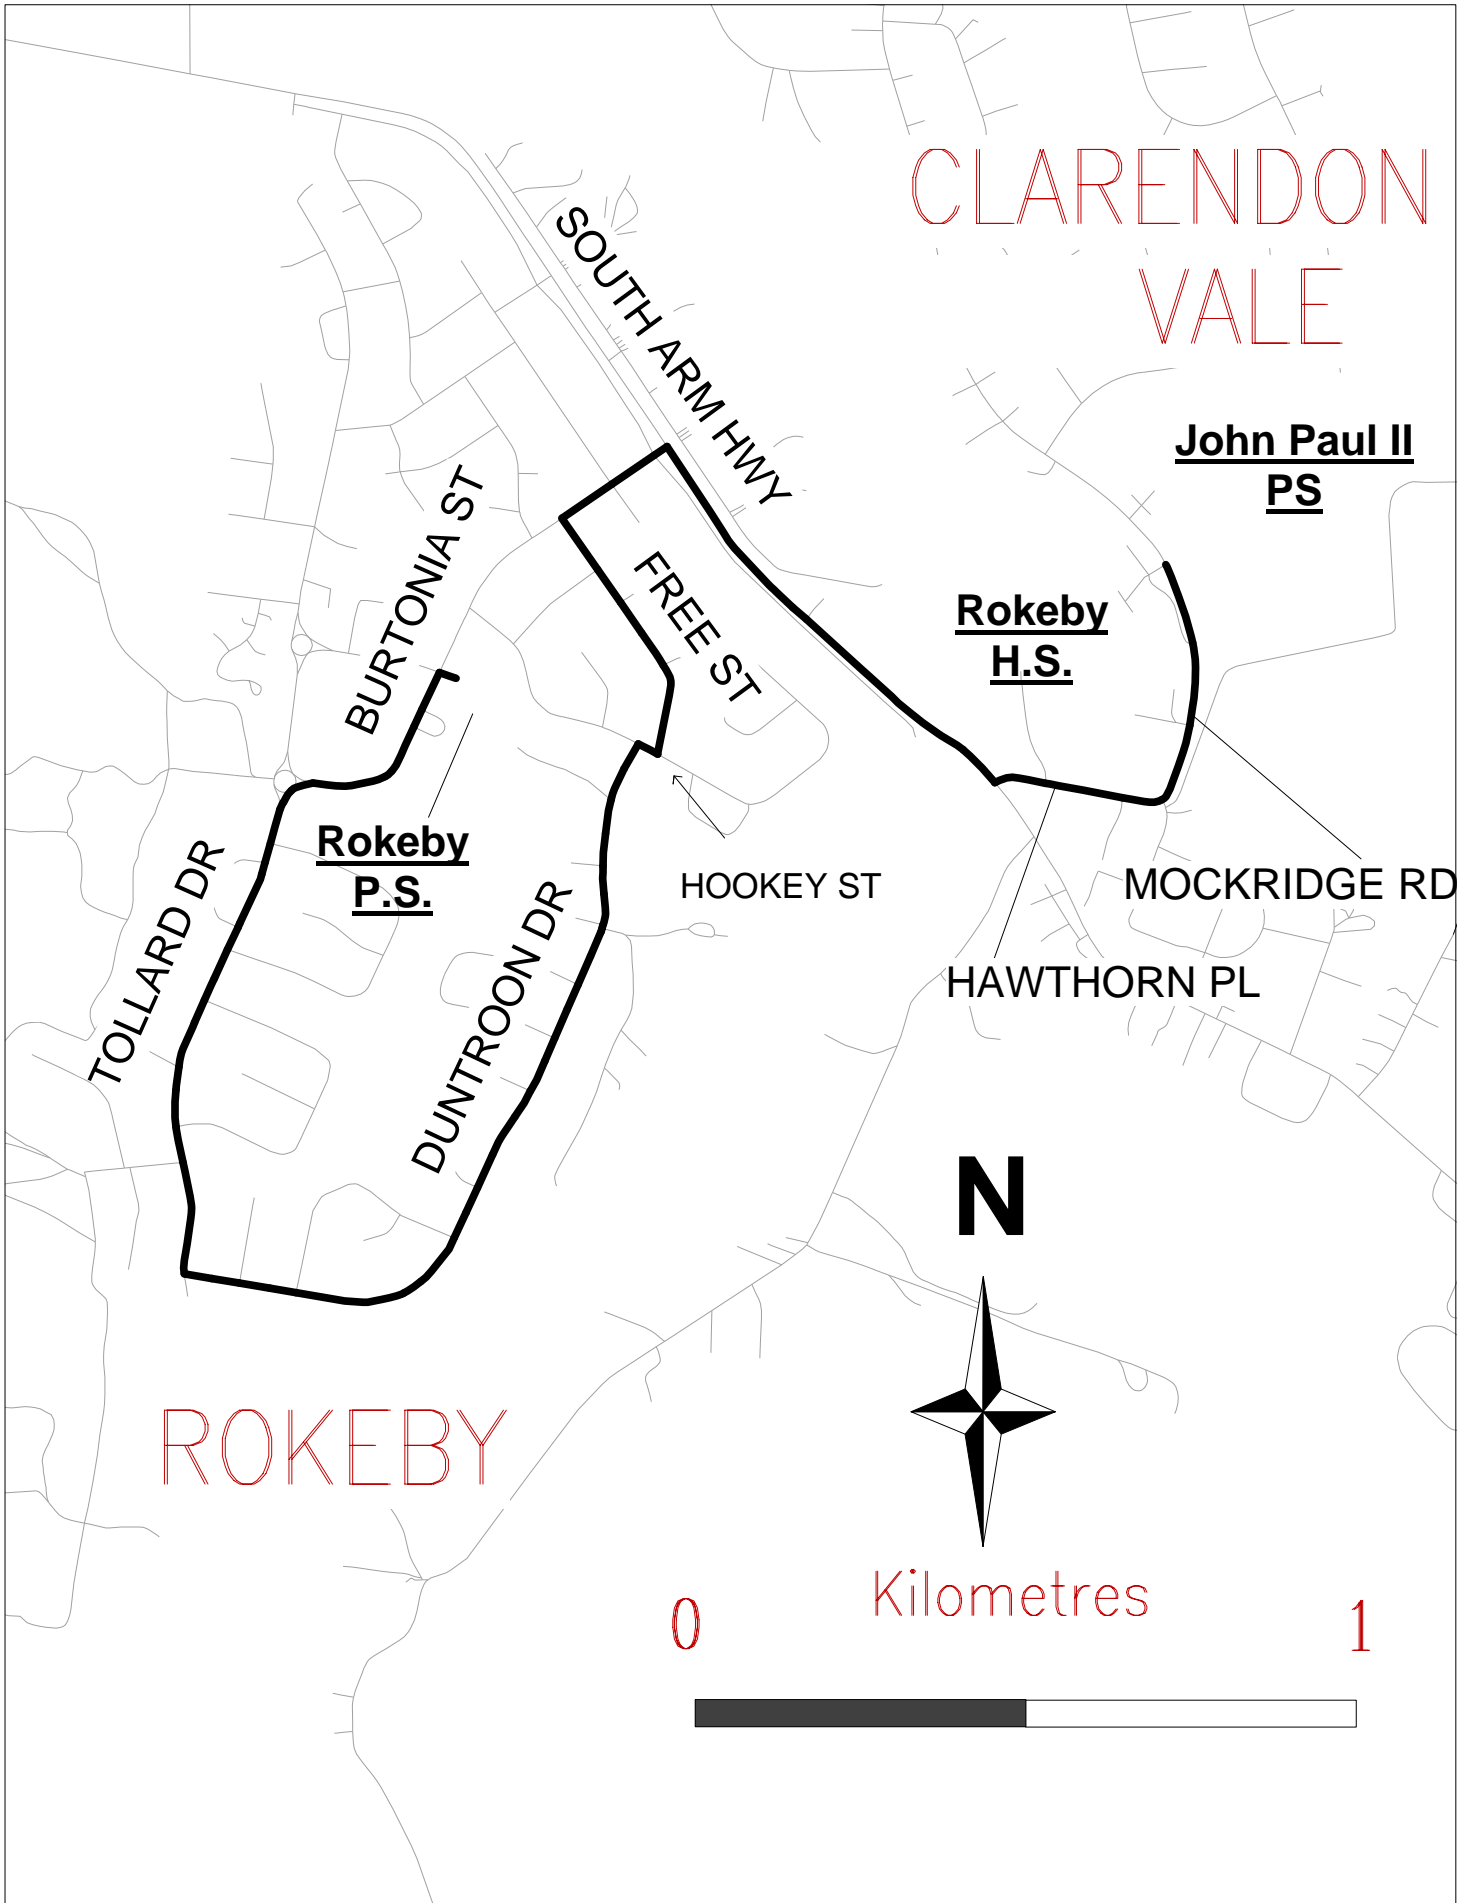 CLARENDON
VALE
SOUTH ARM HWY
John Paul II
PS
BURTONIA ST
FREE ST
Rokeby
H.S.
Rokeby
P.S.
TOLLARD DR
DUNTROON DR
HOOKEY ST
MOCKRIDGE RD
HAWTHORN PL
N
ROKEBY
Kilometres
0 1